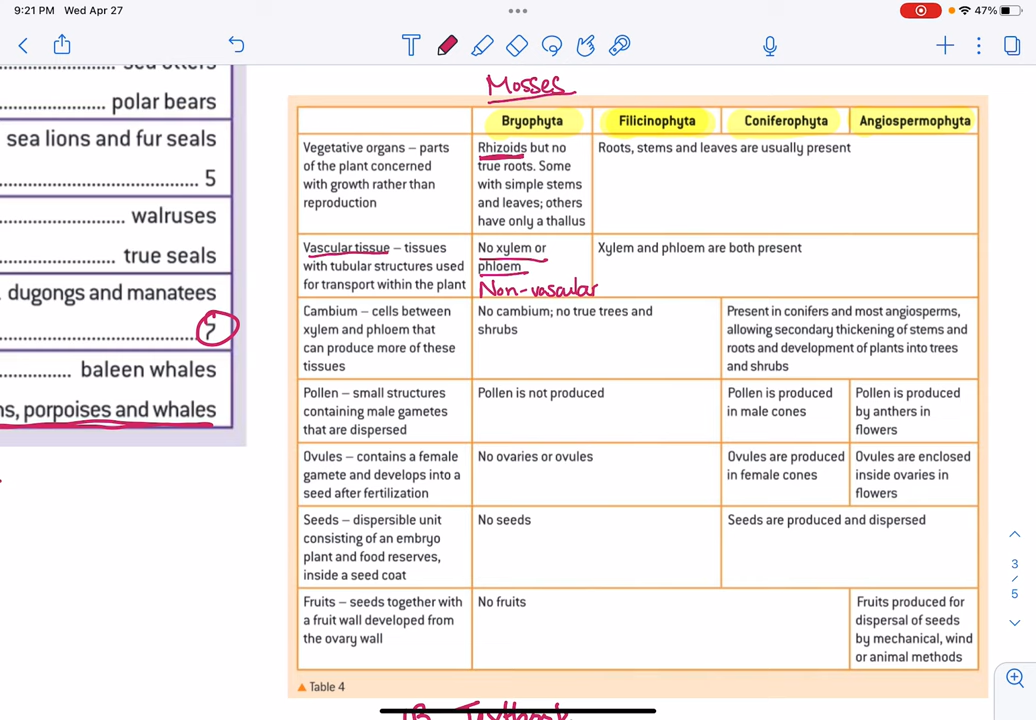 9:21 PM Wed Apr 27
47%
polar bears
sea lions and fur seals
5
walruses
true seals
dugongs and manatees
7
baleen whales
porpoises and whales
Mosses
Bryophyta Filicinophyta Coniferophyta Angiospermophyta
Vegetative organs – parts
of the plant concerned
with growth rather than
reproduction
Rhizoids but no
true roots. Some
with simple stems
and leaves; others
have only a thallus
Roots, stems and leaves are usually present
Vascular tissue – tissues
with tubular structures used
for transport within the plant
No xylem or
phloem
Non-vascular
Xylem and phloem are both present
Cambium – cells between
xylem and phloem that
can produce more of these
tissues
No cambium; no true trees and
shrubs
Present in conifers and most angiosperms,
allowing secondary thickening of stems and
roots and development of plants into trees
and shrubs
Pollen – small structures
containing male gametes
that are dispersed
Pollen is not produced
Pollen is produced
in male cones
Pollen is produced
by anthers in
flowers
Ovules – contains a female
gamete and develops into a
seed after fertilization
No ovaries or ovules
Ovules are produced
in female cones
Ovules are enclosed
inside ovaries in
flowers
Seeds – dispersible unit
consisting of an embryo
plant and food reserves,
inside a seed coat
No seeds
Seeds are produced and dispersed
Fruits – seeds together with
a fruit wall developed from
the ovary wall
No fruits
Fruits produced for
dispersal of seeds
by mechanical, wind
or animal methods
Table 4
3
/
5